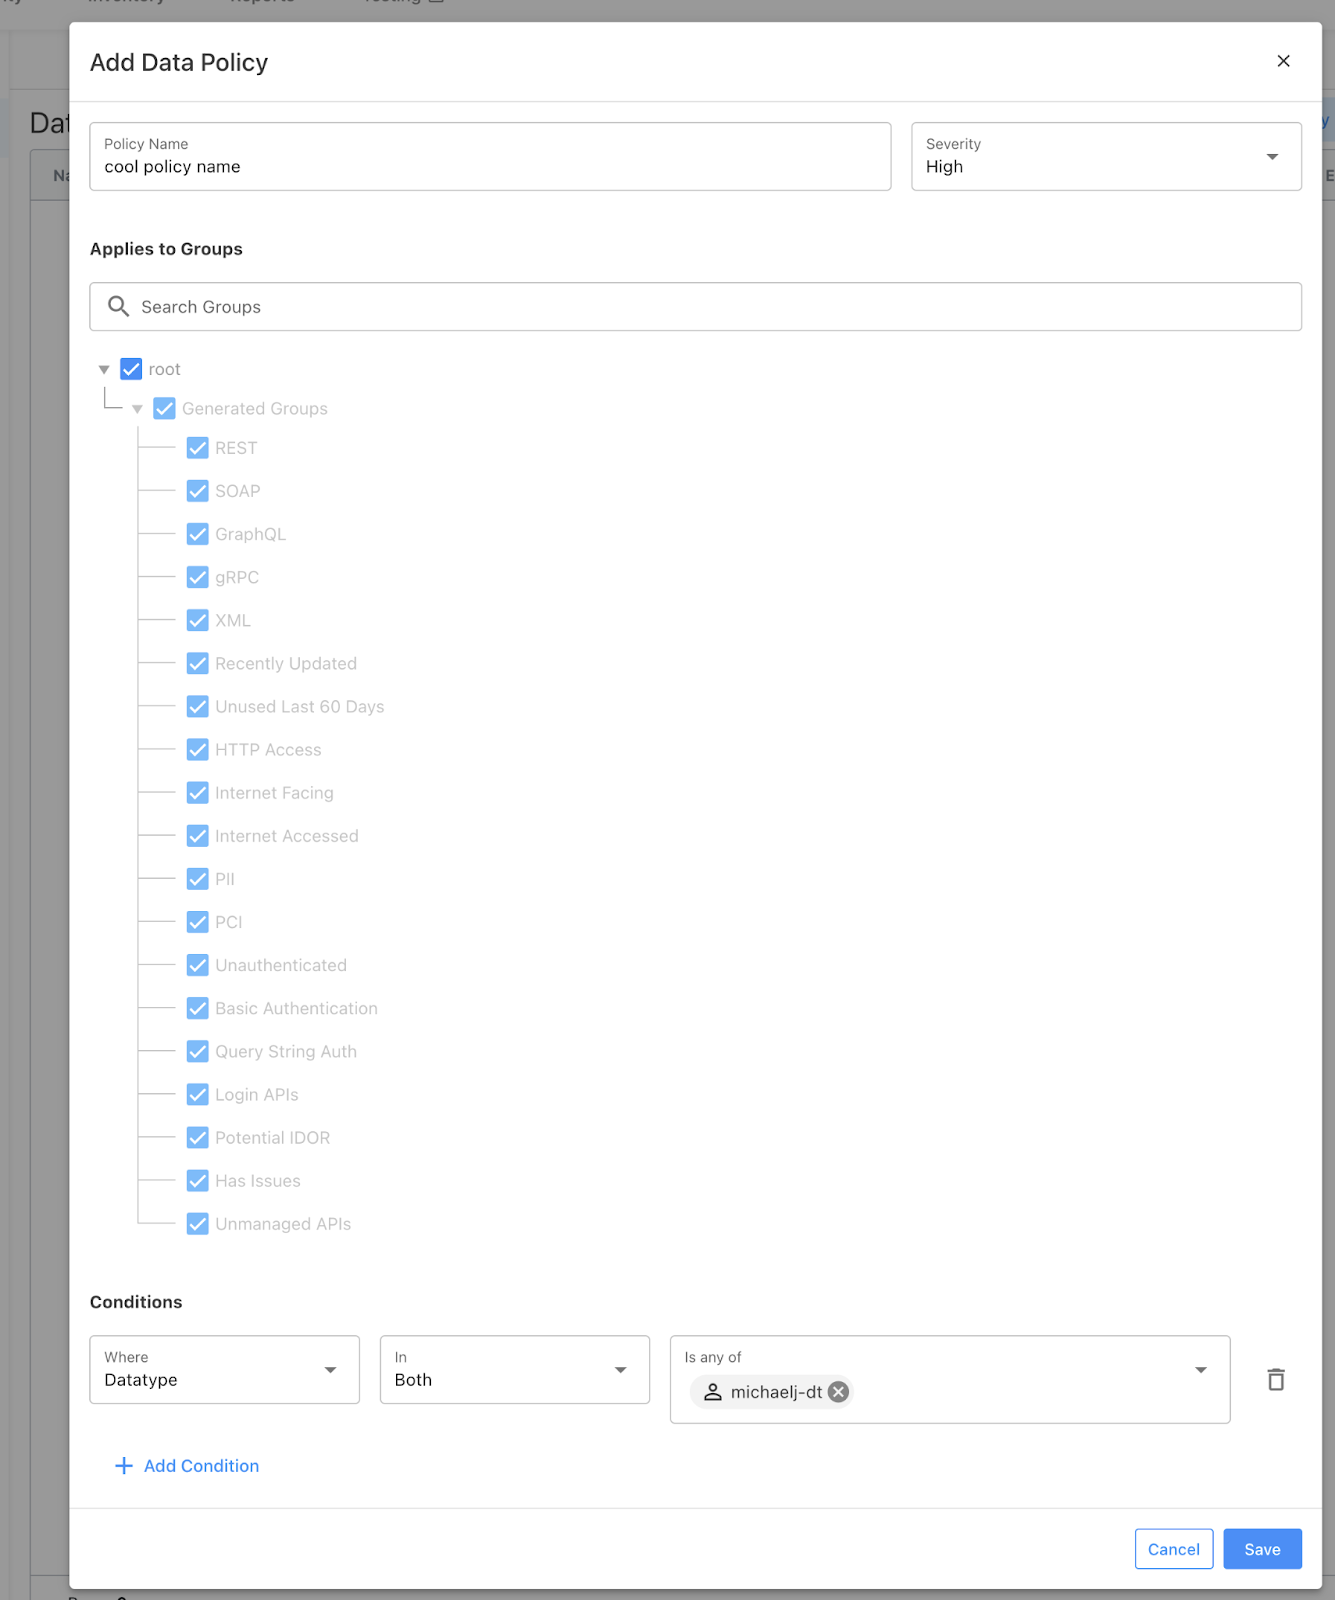 Inventory
Reports
Testing
Add Data Policy
Policy Name
cool policy name
Severity
High
Applies to Groups
Search Groups
root
Generated Groups
REST
SOAP
GraphQL
gRPC
XML
Recently Updated
Unused Last 60 Days
HTTP Access
Internet Facing
Internet Accessed
PII
PCI
Unauthenticated
Basic Authentication
Query String Auth
Login APIs
Potential IDOR
Has Issues
Unmanaged APIs
Conditions
Where
Datatype
In
Both
Is any of
michaelj-dt
Add Condition
Cancel
Save